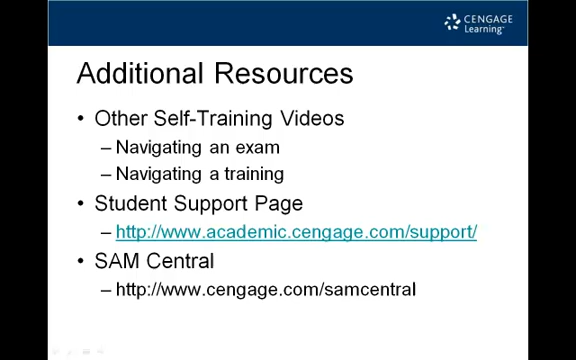 CENGAGE
Learning™
Additional Resources
• Other Self-Training Videos
– Navigating an exam
– Navigating a training
• Student Support Page
– http://www.academic.cengage.com/support/
• SAM Central
– http://www.cengage.com/samcentral